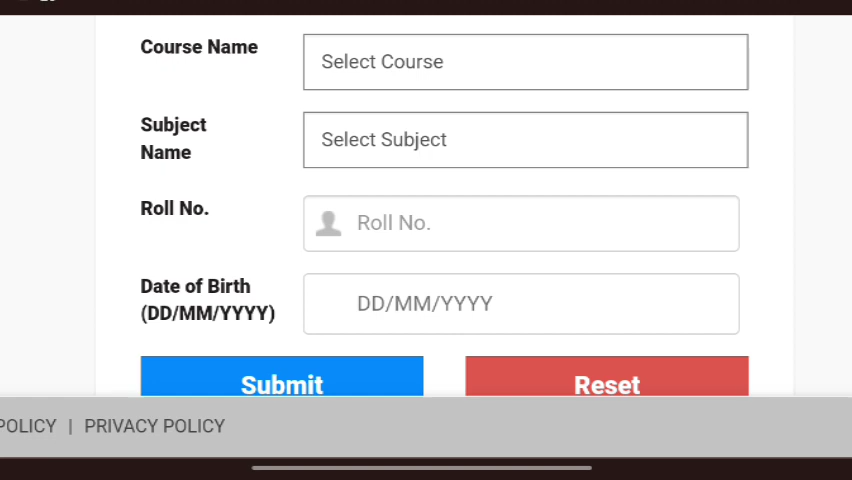 Course Name
Select Course
Subject
Name
Select Subject
Roll No.
Roll No.
Date of Birth
(DD/MM/YYYY)
DD/MM/YYYY
Submit
Reset
POLICY | PRIVACY POLICY